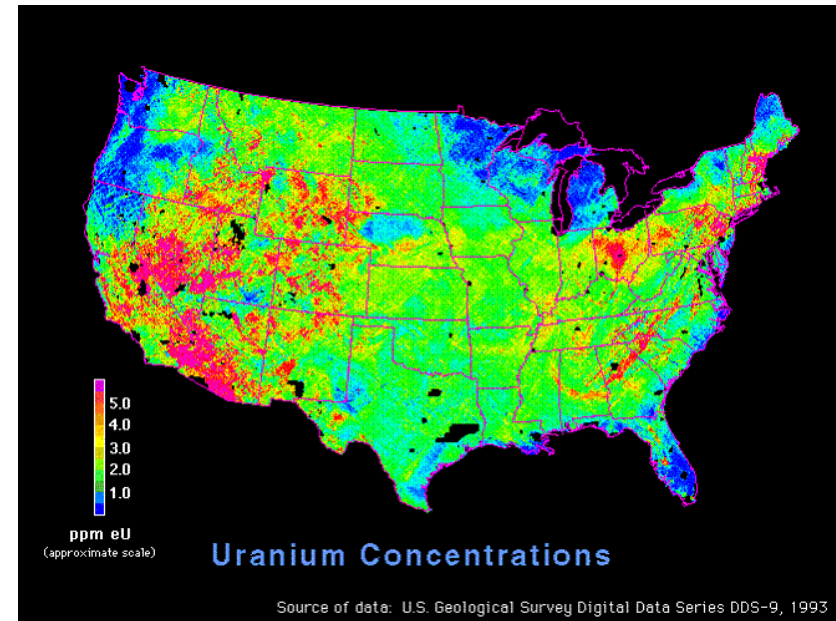 5.0
4.0
3.0
2.0
1.0
ppm eU
(approximate scale)
Uranium Concentrations
Source of data: U.S. Geological Survey Digital Data Series DDS-9, 1993